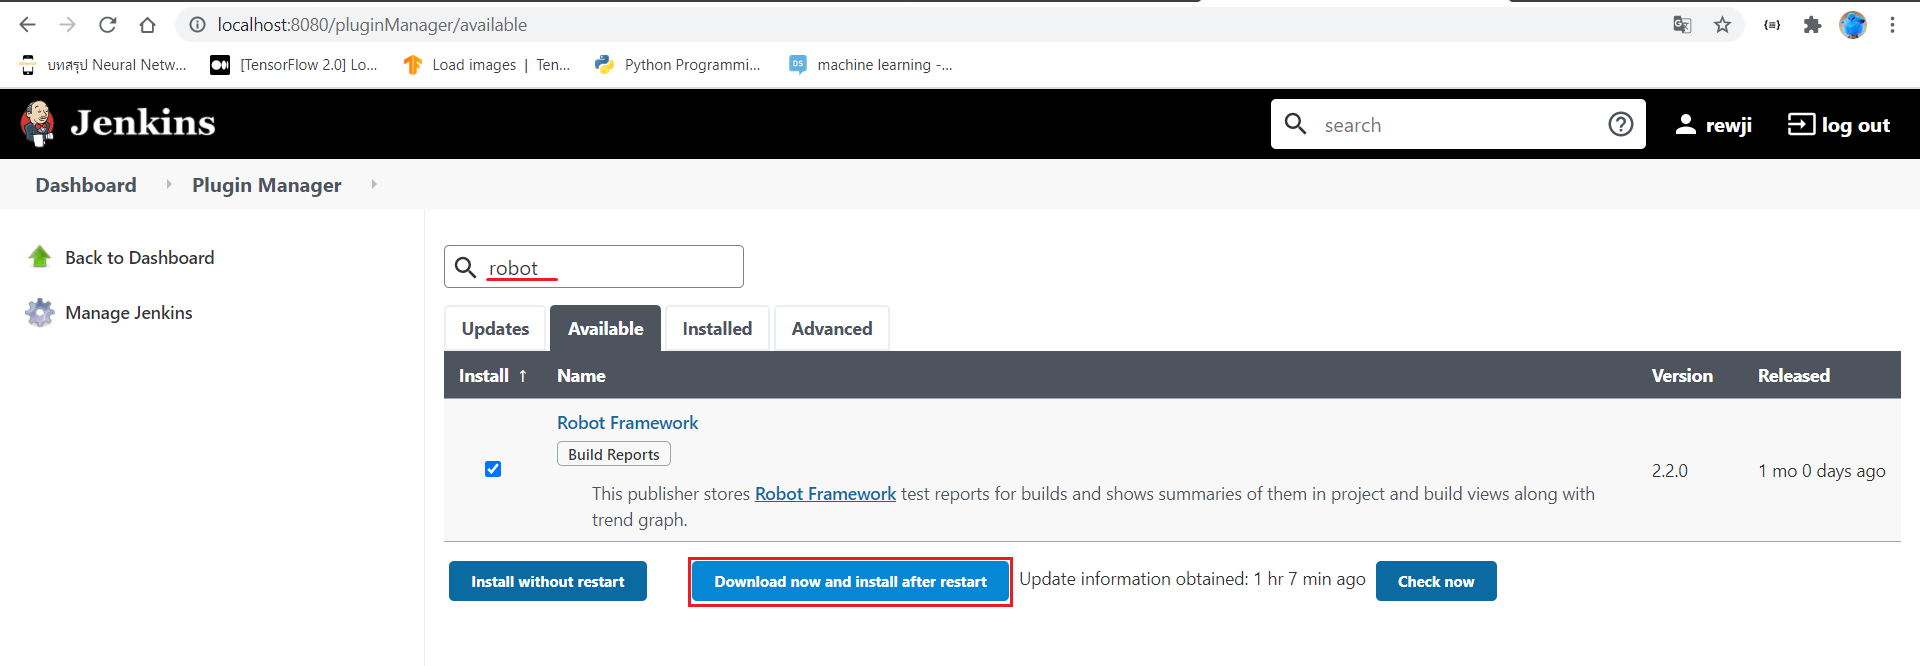 localhost:8080/pluginManager/available
บทสรุป Neural Netw... [TensorFlow 2.0] Lo... Load images | Ten... Python Programmi... DS machine learning -...
Jenkins search rewji log out
Dashboard Plugin Manager
Back to Dashboard
Manage Jenkins
robot
Updates Available Installed Advanced
Install ↑ Name Version Released
Robot Framework
Build Reports
This publisher stores Robot Framework test reports for builds and shows summaries of them in project and build views along with
trend graph.
2.2.0 1 mo 0 days ago
Install without restart Download now and install after restart Update information obtained: 1 hr 7 min ago Check now